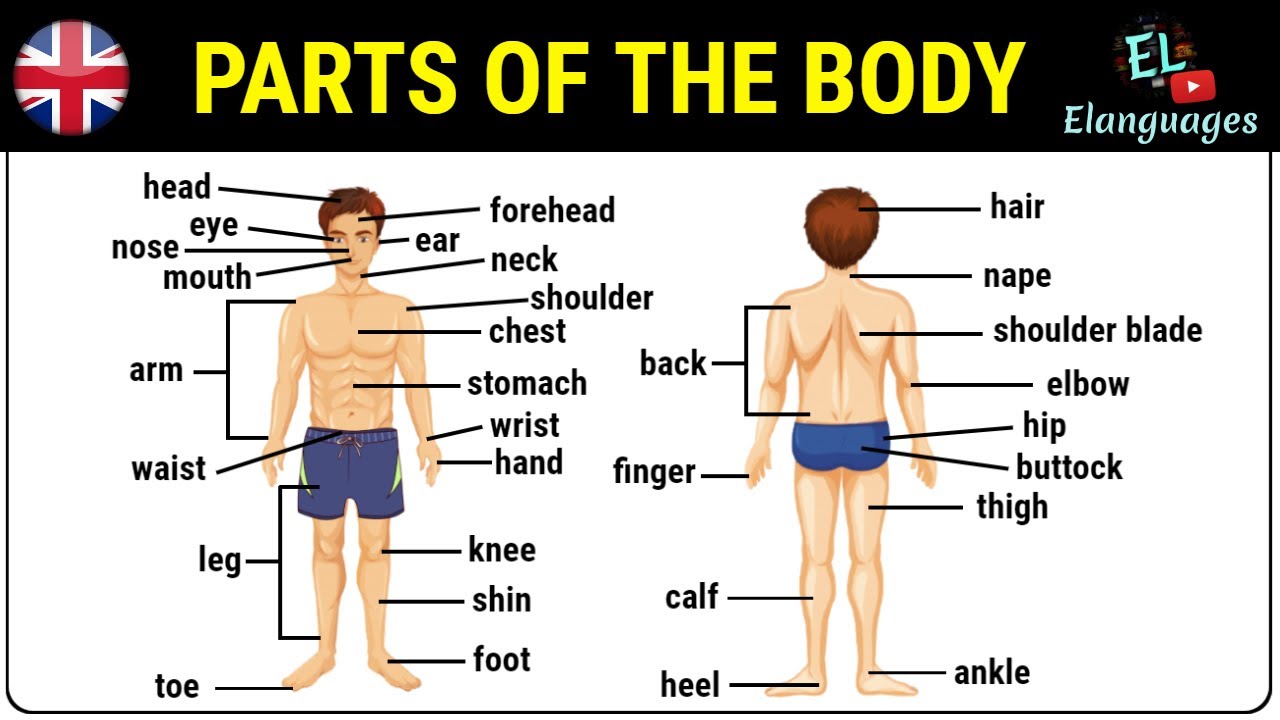 PARTS OF THE BODY
EL
Elanguages
head
forehead
eye
ear
nose
neck
mouth
shoulder
chest
arm
stomach
wrist
waist
hand
leg
knee
shin
foot
toe
hair
nape
shoulder blade
back
elbow
hip
buttock
finger
thigh
calf
ankle
heel